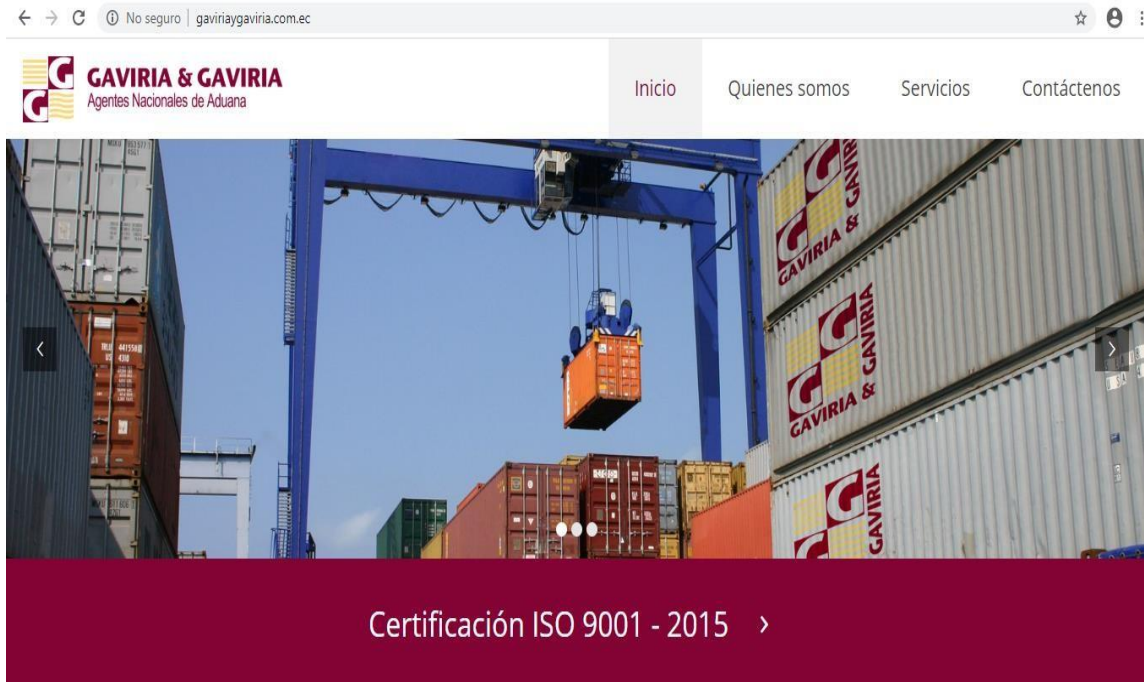 No seguro | gaviriaygaviria.com.ec
GAVIRIA & GAVIRIA
Agentes Nacionales de Aduana
Inicio
Quienes somos
Servicios
Contáctenos
GAVIRIA & GAVIRIA
GAVIRIA & GAVIRIA
GAVIRIA
Certificación ISO 9001 - 2015